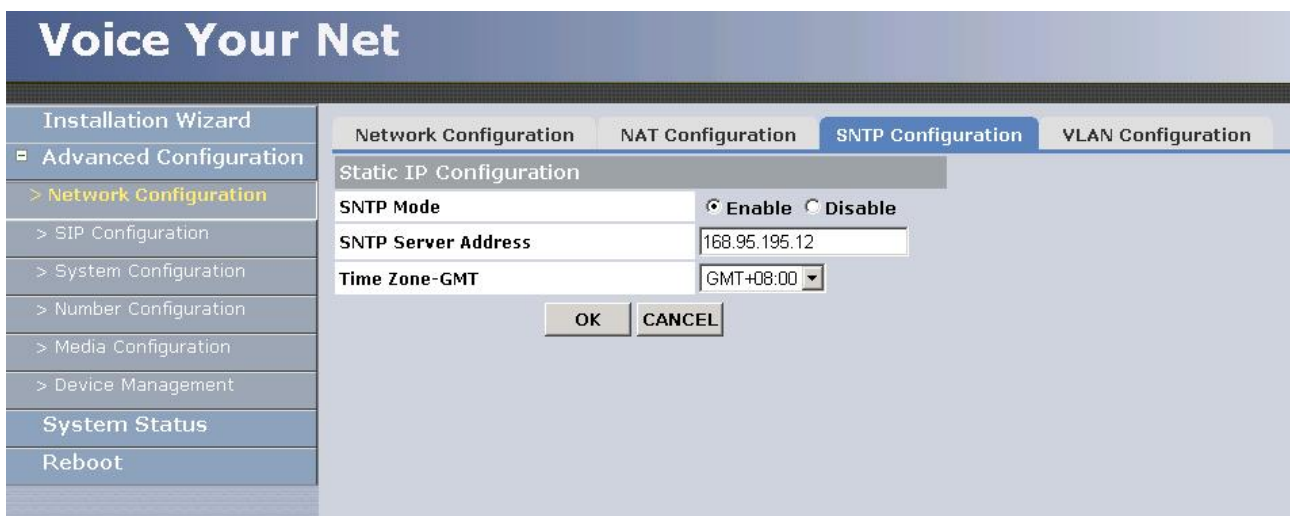 Voice Your Net
Installation Wizard
Advanced Configuration
> Network Configuration
> SIP Configuration
> System Configuration
> Number Configuration
> Media Configuration
> Device Management
System Status
Reboot
Network Configuration NAT Configuration SNTP Configuration VLAN Configuration
Static IP Configuration
SNTP Mode Enable Disable
SNTP Server Address 168.95.195.12
Time Zone-GMT GMT+08:00
OK CANCEL